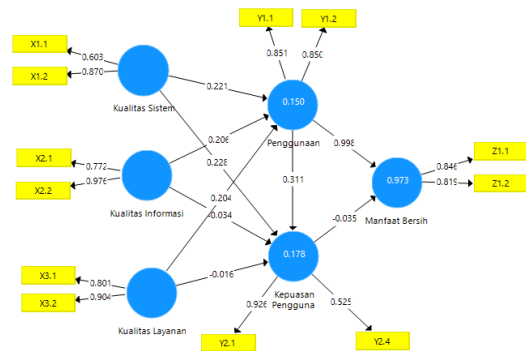 Y1.1
Y1.2
X1.1
0.851
0.850
0.603
X1.2
0.870
0.221
0.150
Kualitas Sistem
Penggunaan
0.206
0.998
X2.1
0.228
Z1.1
0.772
0.311
0.846
X2.2
0.976
0.204
0.973
0.819
Z1.2
-0.034
Kualitas Informasi
Manfaat Bersih
-0.035
X3.1
0.801
-0.016
0.178
X3.2
0.904
Kepuasan
Pengguna
0.926
0.525
Kualitas Layanan
Y2.1
Y2.4